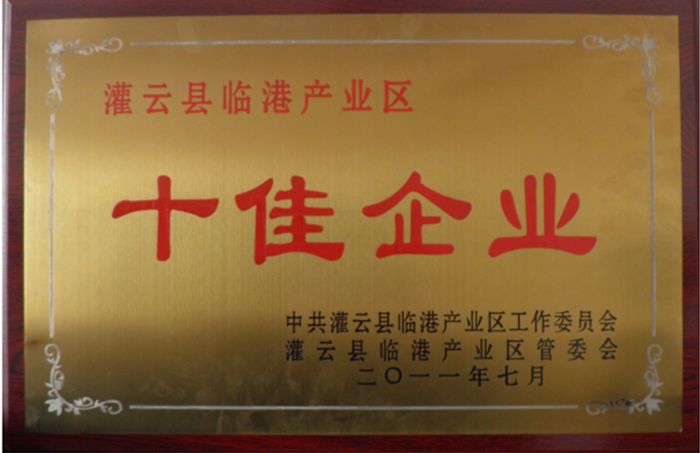 灌云县临港产业区
十佳企业
中共灌云县临港产业区工作委员会
灌云县临港产业区管委会
二〇一一年七月